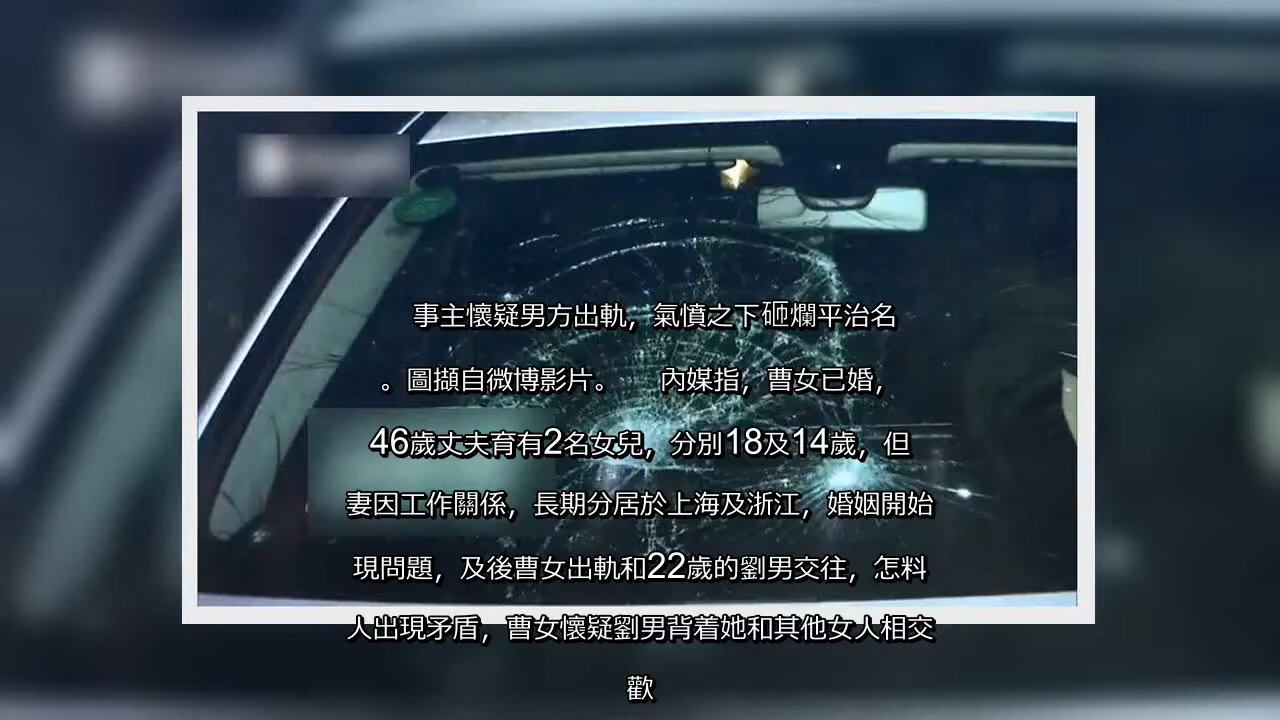 事主懷疑男方出軌，氣憤之下砸爛平治名
。圖擷自微博影片。 內媒指，曹女已婚，
46歲丈夫育有2名女兒，分別18及14歲，但
妻因工作關係，長期分居於上海及浙江，婚姻開始
現問題，及後曹女出軌和22歲的劉男交往，怎料
人出現矛盾，曹女懷疑劉男背着她和其他女人相交
歡